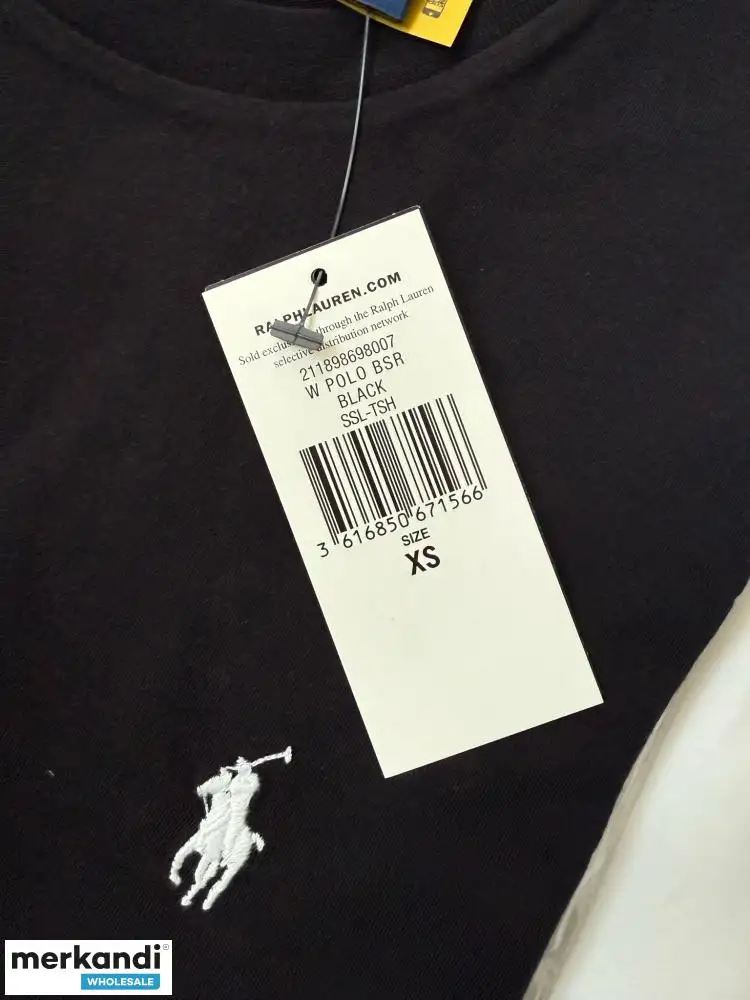 RALPHLAUREN.COM
Sold through the Ralph Lauren
selective distribution network
211898698007
W POLO BSR
BLACK
SSL-TSH
3 616850 671566
SIZE
XS
merkandi®
WHOLESALE